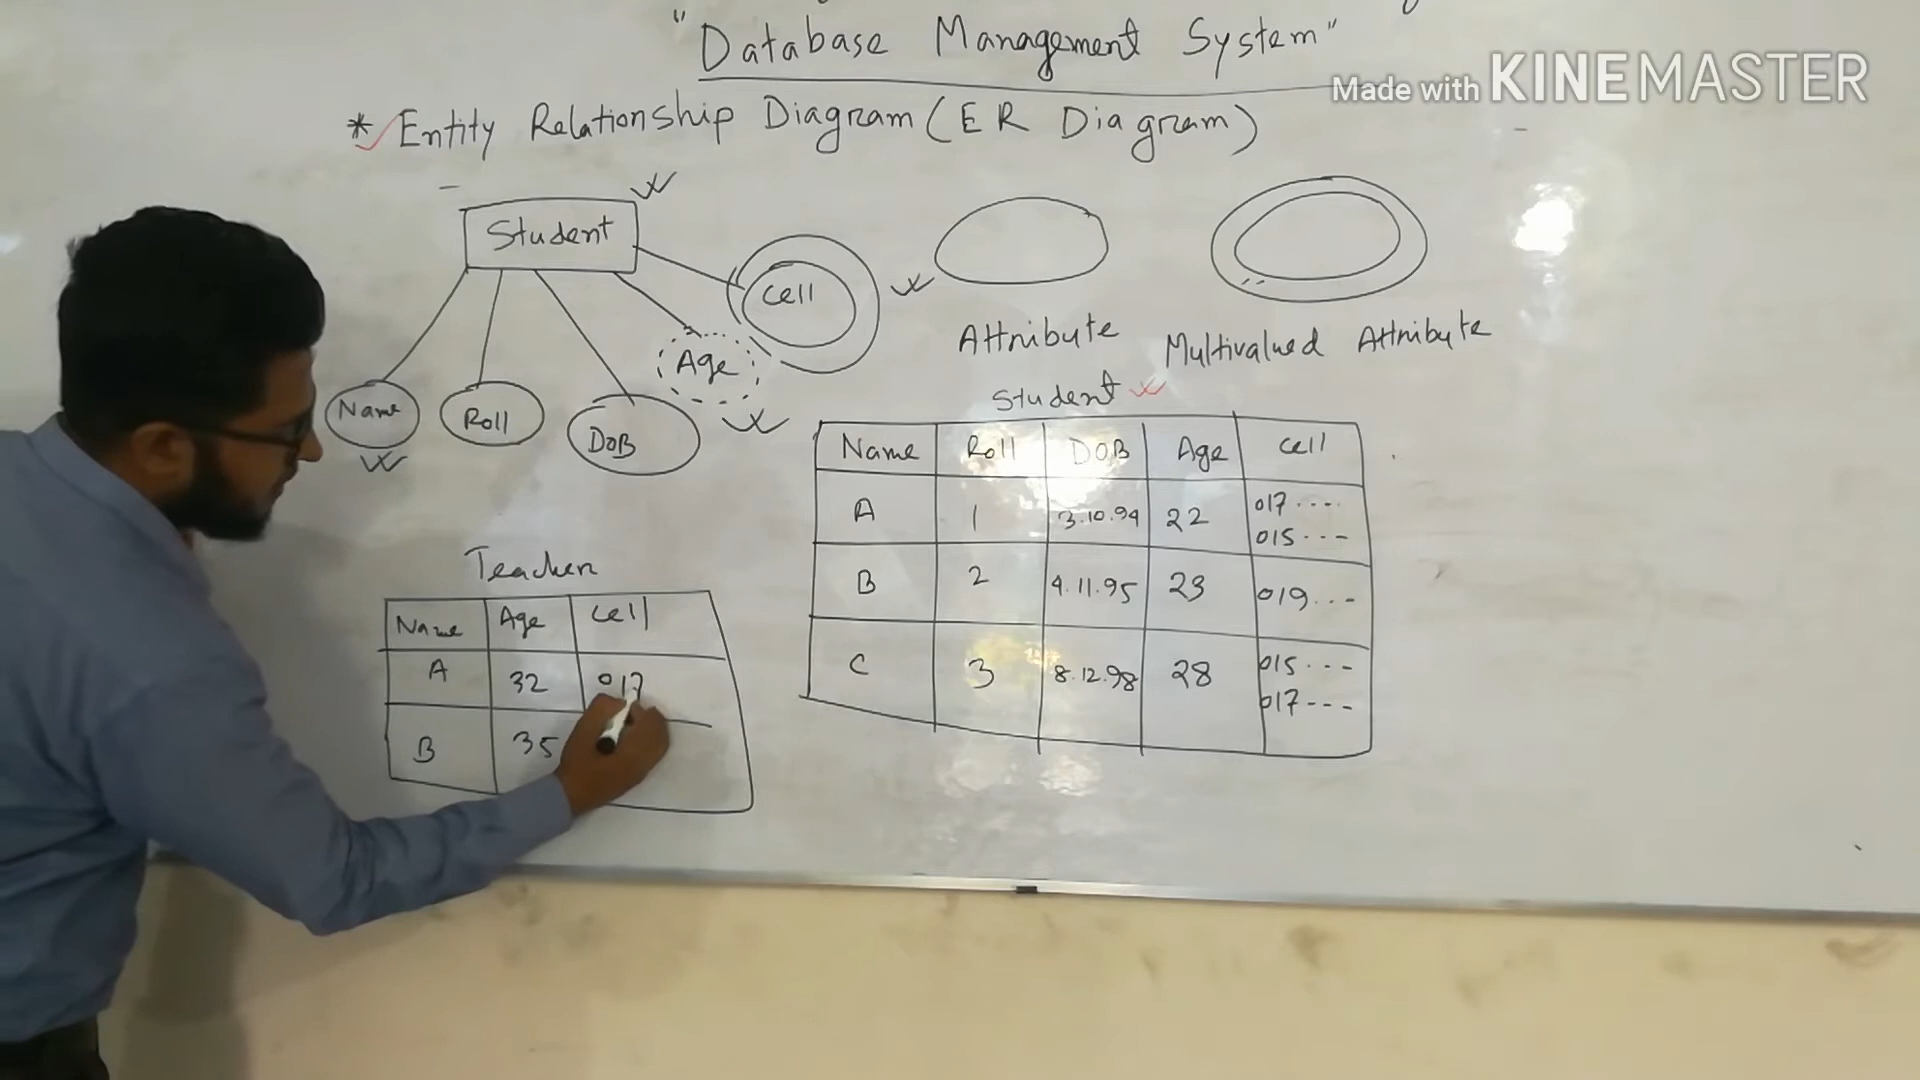 "Database Management System"
Made with KINEMASTER
* Entity Relationship Diagram (ER Diagram)
Student
Cell
Age
Name
Roll
DOB
Attribute
Multivalued Attribute
Student
Name Roll DOB Age Cell
A 1 3.10.94 22 017----
015---
B 2 4.11.95 23 019---
C 3 8.12.98 28 015---
017---
Teacher
Name Age Cell
A 32 017
B 35